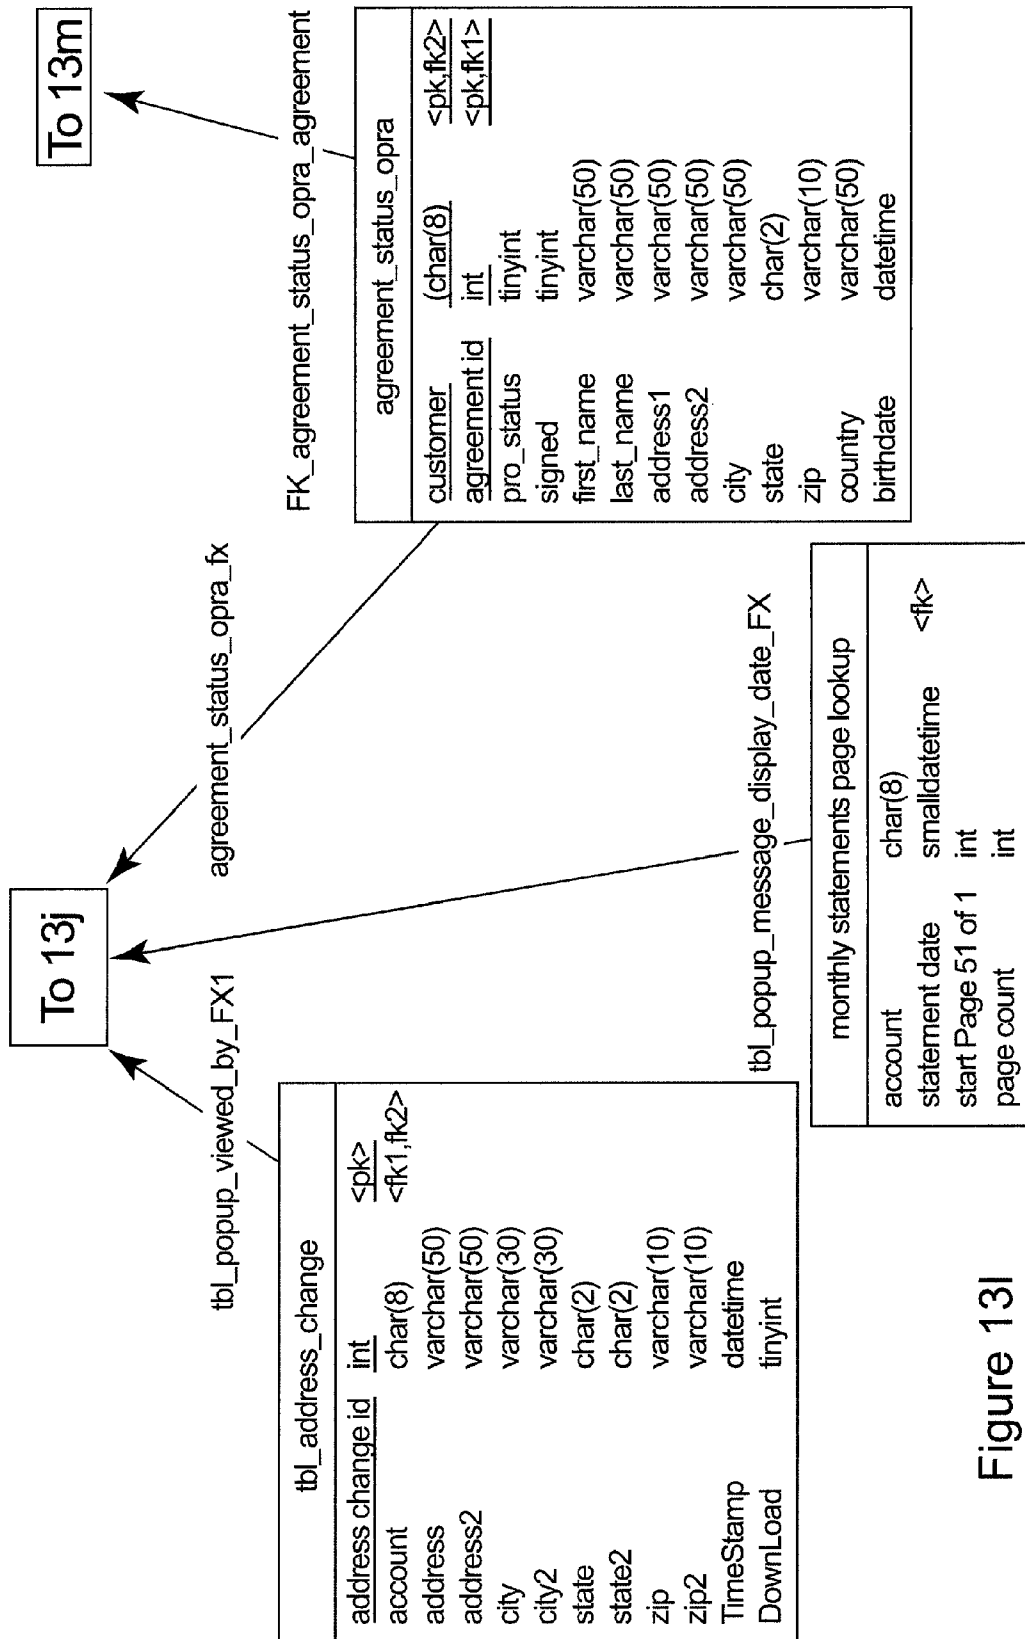 To 13j
To 13m
tbl_popup_viewed_by_FX1
agreement_status_opra_fx
FK_agreement_status_opra_agreement
tbl_address_change
address change id int <pk>
account char(8) <fk1,fk2>
address varchar(50)
address2 varchar(50)
city varchar(30)
city2 varchar(30)
state char(2)
state2 char(2)
zip varchar(10)
zip2 varchar(10)
TimeStamp datetime
DownLoad tinyint
tbl_popup_message_display_date_FX
monthly statements page lookup
account char(8)
statement date smalldatetime <fk>
start Page 51 of 1 int
page count int
agreement_status_opra
customer (char(8) <pk,fk2>
agreement id int <pk,fk1>
pro_status tinyint
signed tinyint
first_name varchar(50)
last_name varchar(50)
address1 varchar(50)
address2 varchar(50)
city varchar(50)
state char(2)
zip varchar(10)
country varchar(50)
birthdate datetime
Figure 13l